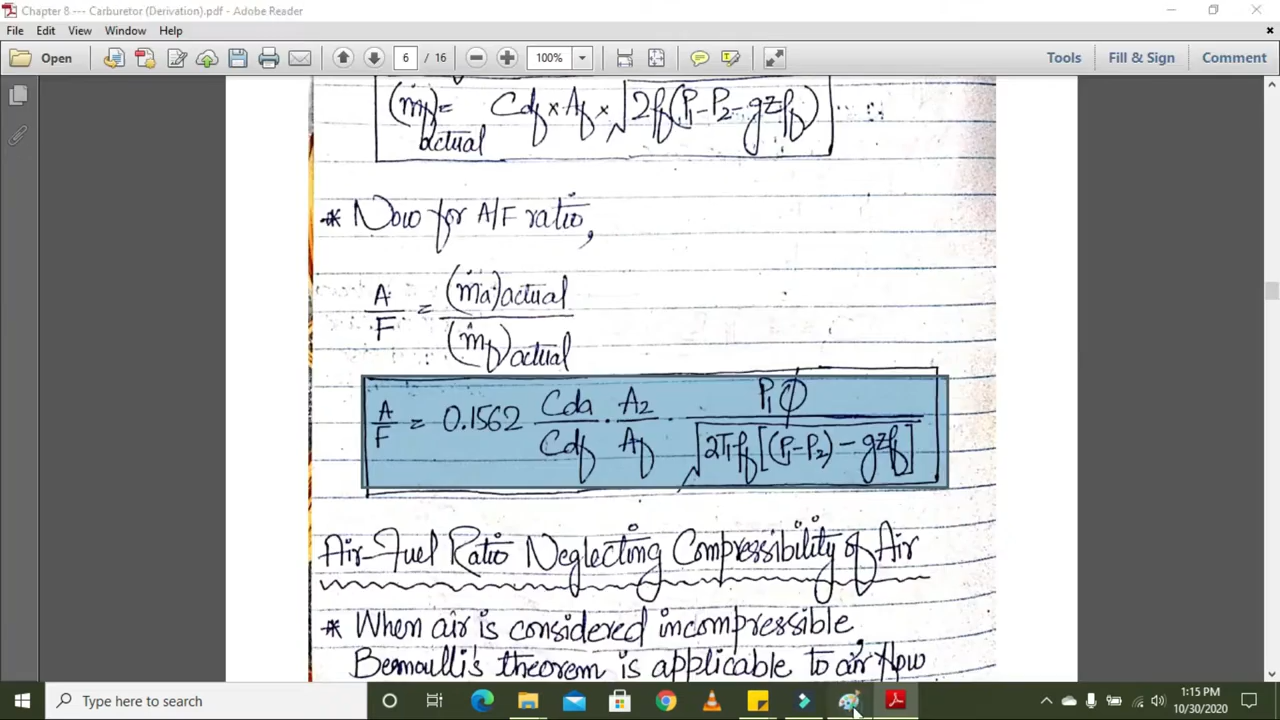 Chapter 8 --- Carburetor (Derivation).pdf - Adobe Reader
File Edit View Window Help
Open 6 / 16 100% Tools Fill & Sign Comment
(ṁf)actual = Cdf × Af × √2ρf(P1-P2-gzρf) ....
* Now for A/F ratio,
A/F = (ṁa)actual / (ṁf)actual
A/F = 0.1562 Cda/Cdf · A2/Af · P1φ / √2πρf[(P1-P2) - gzρf]
Air-Fuel Ratio Neglecting Compressibility of Air
* When air is considered incompressible
Bernoulli's theorem is applicable to air flow
Type here to search
1:15 PM
10/30/2020